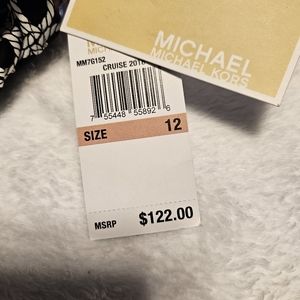 MICHAEL
MICHAEL KORS
MM76152
CRUISE 2016
7 55448 55892 6
SIZE 12
MSRP $122.00